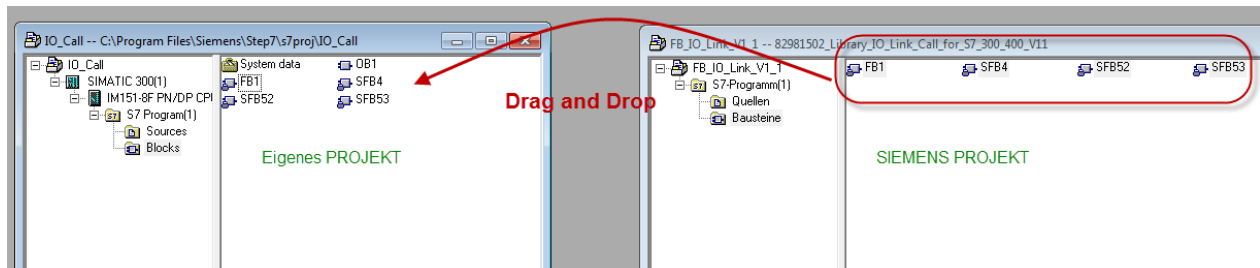 IO_Call -- C:\Program Files\Siemens\Step7\s7proj\IO_Call
IO_Call
SIMATIC 300(1)
IM151-8F PN/DP CPU
S7 Program(1)
Sources
Blocks
System data
OB1
FB1
SFB4
SFB52
SFB53
Eigenes PROJEKT
Drag and Drop
FB_IO_Link_V1_1 -- 82981502_Library_IO_Link_Call_for_S7_300_400_V11
FB_IO_Link_V1_1
S7-Programm(1)
Quellen
Bausteine
FB1 SFB4 SFB52 SFB53
SIEMENS PROJEKT